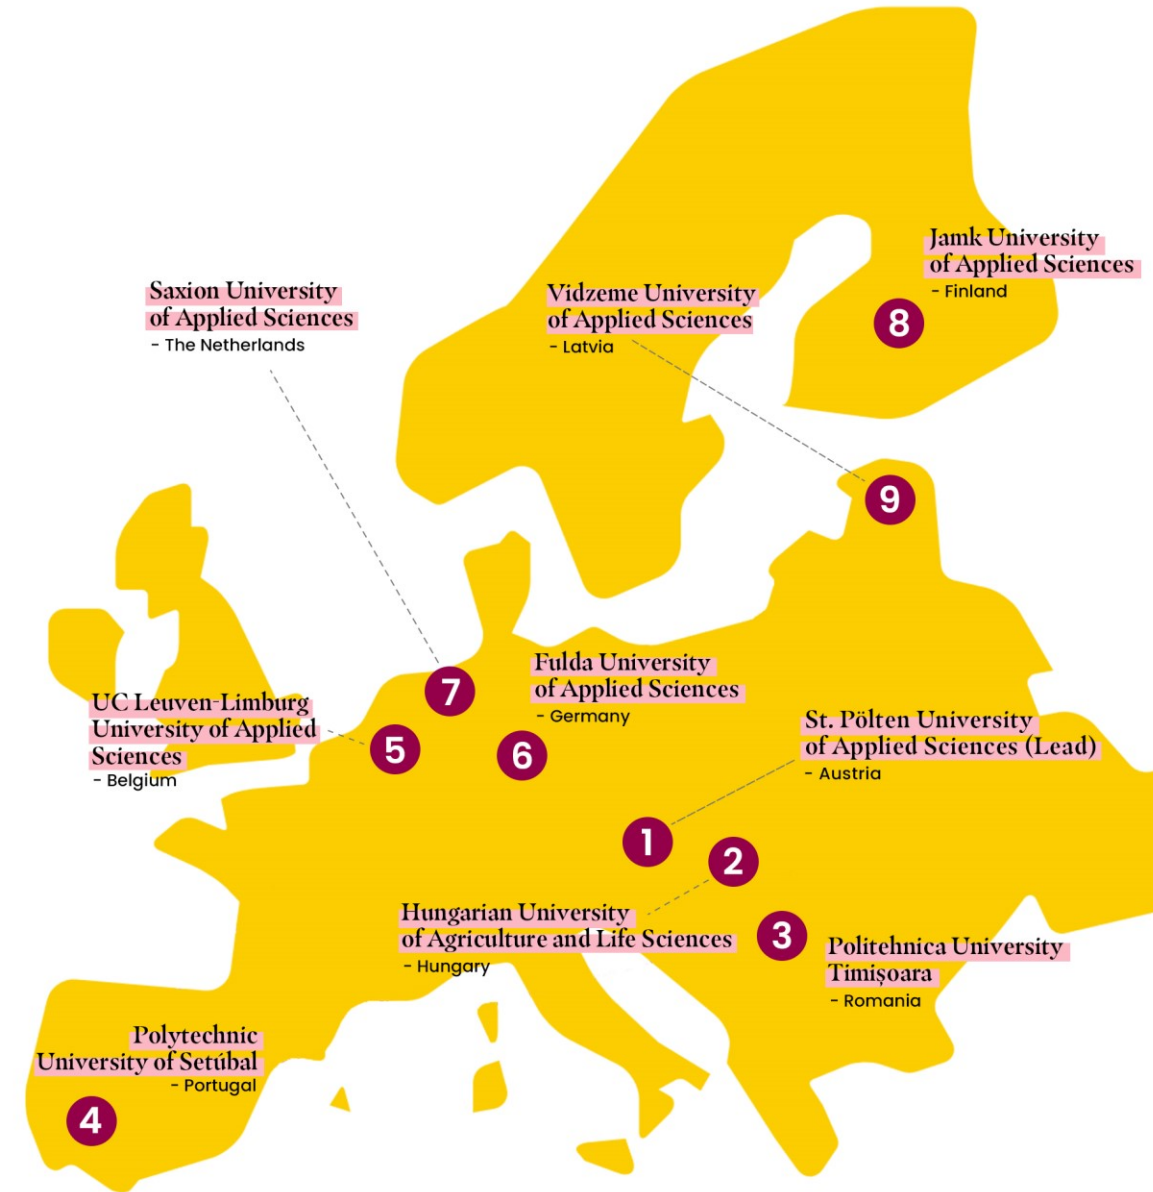 Jamk University
of Applied Sciences
- Finland
8
Saxion University
of Applied Sciences
- The Netherlands
Vidzeme University
of Applied Sciences
- Latvia
9
7
Fulda University
of Applied Sciences
- Germany
6
UC Leuven-Limburg
University of Applied
Sciences
- Belgium
5
St. Pölten University
of Applied Sciences (Lead)
- Austria
1
2
Hungarian University
of Agriculture and Life Sciences
- Hungary
3
Politehnica University
Timișoara
- Romania
Polytechnic
University of Setúbal
- Portugal
4